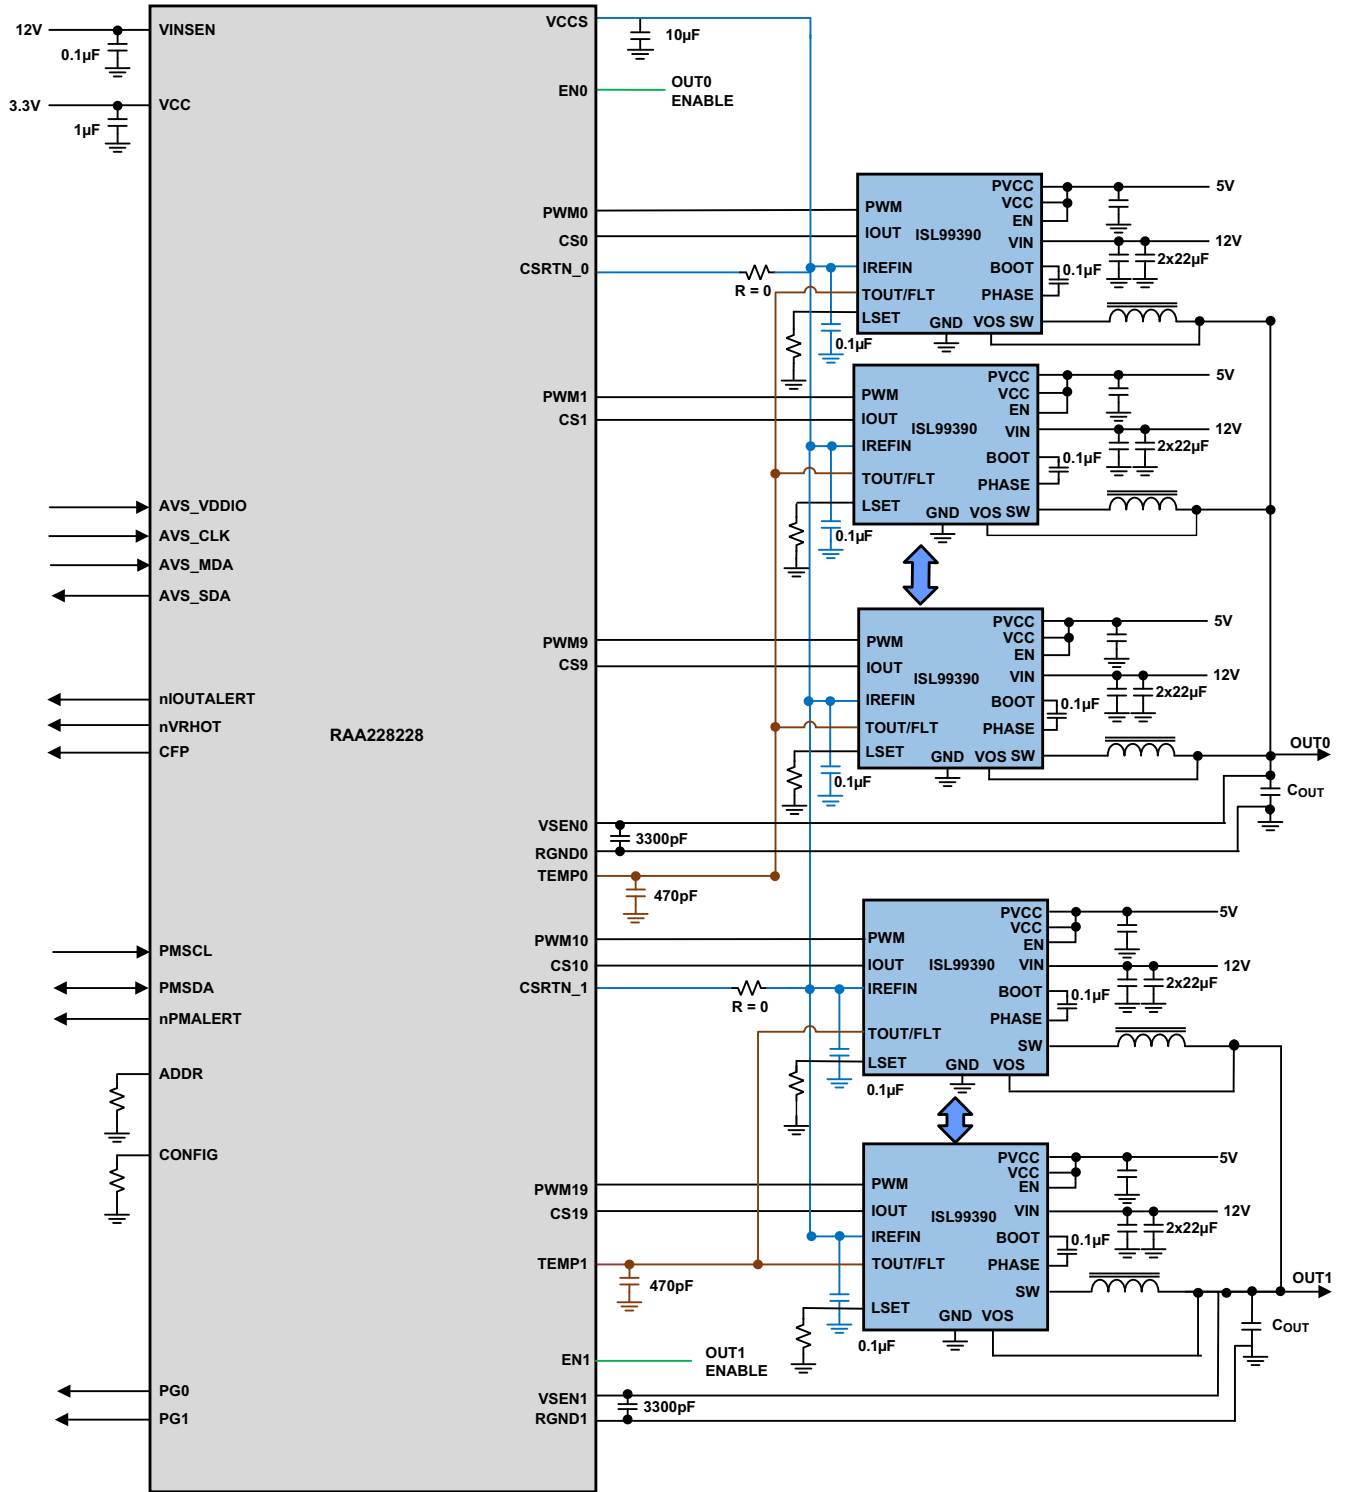 VCCS
12V
VINSEN
10µF
0.1µF
OUT0
ENABLE
EN0
3.3V
VCC
1µF
PVCC
5V
VCC
PWM0
PWM
EN
IOUT
ISL99390
CS0
VIN
12V
CSRTN_0
IREFIN
BOOT
0.1µF
2x22µF
R = 0
TOUT/FLT
PHASE
LSET
GND
VOS SW
0.1µF
PVCC
5V
VCC
PWM1
PWM
EN
CS1
IOUT
ISL99390
VIN
12V
IREFIN
BOOT
0.1µF
2x22µF
TOUT/FLT
PHASE
LSET
GND
VOS SW
0.1µF
AVS_VDDIO
AVS_CLK
AVS_MDA
AVS_SDA
PVCC
5V
VCC
PWM9
PWM
EN
CS9
IOUT
ISL99390
VIN
12V
nIOUTALERT
IREFIN
BOOT
0.1µF
2x22µF
nVRHOT
RAA228228
TOUT/FLT
PHASE
CFP
LSET
GND
VOS SW
OUT0
0.1µF
COUT
VSEN0
3300pF
RGND0
TEMP0
470pF
PVCC
5V
VCC
PWM10
PWM
EN
PMSCL
CS10
IOUT
ISL99390
VIN
12V
PMSDA
CSRTN_1
IREFIN
BOOT
0.1µF
2x22µF
R = 0
nPMALERT
TOUT/FLT
PHASE
SW
ADDR
LSET
GND
VOS
0.1µF
CONFIG
PVCC
5V
VCC
PWM19
PWM
EN
CS19
IOUT
ISL99390
VIN
12V
IREFIN
BOOT
0.1µF
2x22µF
TEMP1
TOUT/FLT
PHASE
470pF
SW
OUT1
LSET
GND
VOS
COUT
0.1µF
EN1
OUT1
ENABLE
PG0
VSEN1
3300pF
PG1
RGND1